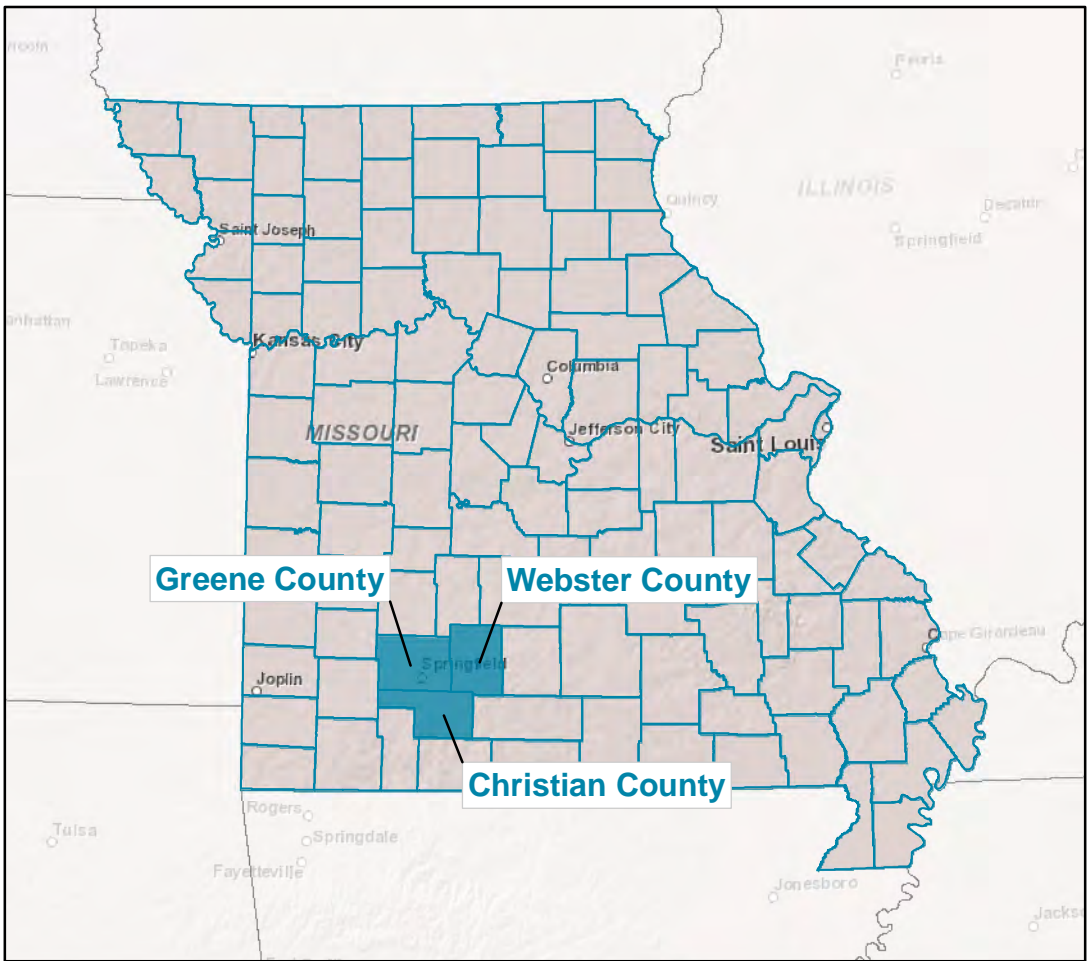 Peoria
ILLINOIS
Quincy
Decatur
Springfield
Saint Joseph
Topeka
Lawrence
Kansas City
Columbia
MISSOURI
Jefferson City
Saint Louis
Greene County
Webster County
Springfield
Cape Girardeau
Joplin
Christian County
Rogers
Springdale
Tulsa
Fayetteville
Jonesboro